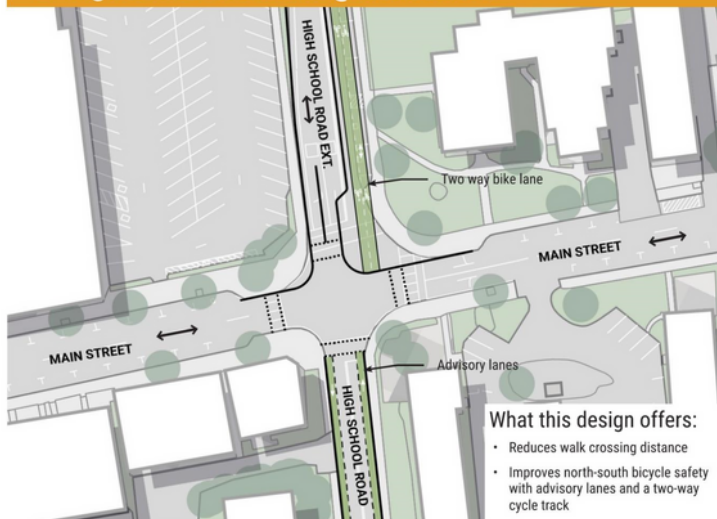 HIGH SCHOOL ROAD EXT.
Two way bike lane
MAIN STREET
MAIN STREET
Advisory lanes
HIGH SCHOOL ROAD
What this design offers:
• Reduces walk crossing distance
• Improves north-south bicycle safety
with advisory lanes and a two-way
cycle track